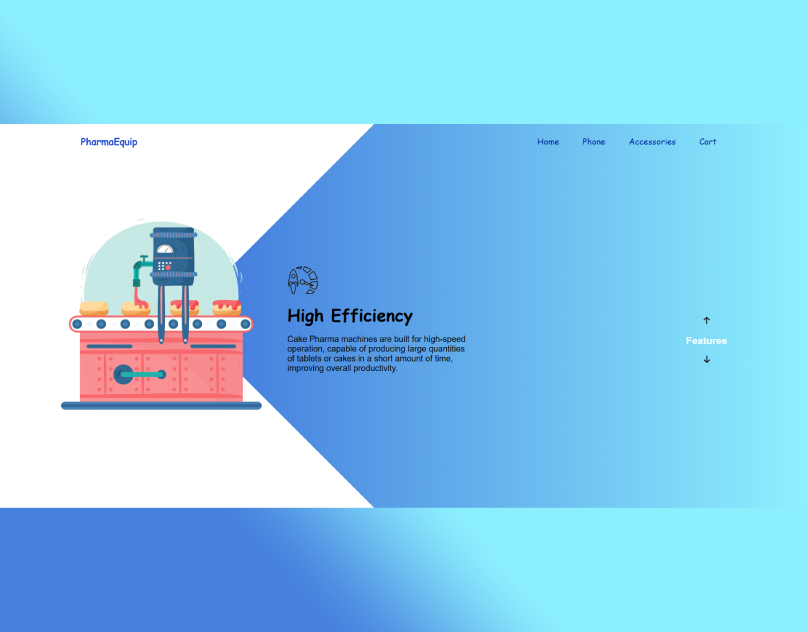 PharmaEquip
Home Phone Accessories Cart
High Efficiency
Cake Pharma machines are built for high-speed
operation, capable of producing large quantities
of tablets or cakes in a short amount of time,
improving overall productivity.
↑
Features
↓